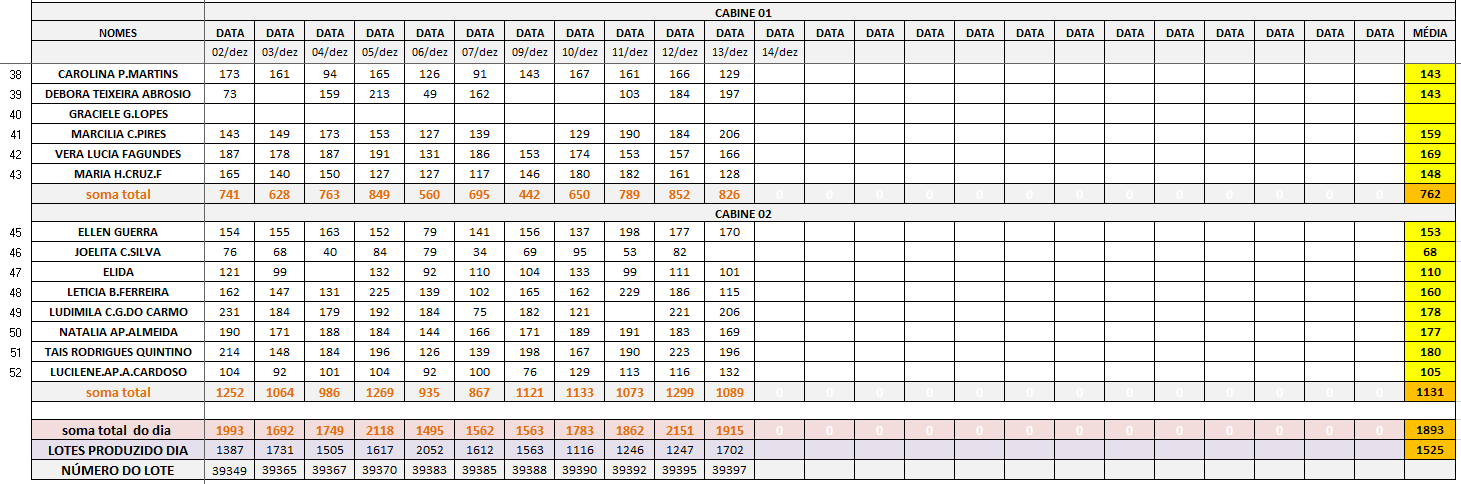 CABINE 01
NOMES DATA DATA DATA DATA DATA DATA DATA DATA DATA DATA DATA DATA DATA DATA DATA DATA DATA DATA DATA DATA DATA DATA DATA DATA MÉDIA
02/dez 03/dez 04/dez 05/dez 06/dez 07/dez 09/dez 10/dez 11/dez 12/dez 13/dez 14/dez
38 CAROLINA P.MARTINS 173 161 94 165 126 91 143 167 161 166 129 143
39 DEBORA TEIXEIRA ABROSIO 73 159 213 49 162 103 184 197 143
40 GRACIELE G.LOPES
41 MARCILIA C.PIRES 143 149 173 153 127 139 129 190 184 206 159
42 VERA LUCIA FAGUNDES 187 178 187 191 131 186 153 174 153 157 166 169
43 MARIA H.CRUZ.F 165 140 150 127 127 117 146 180 182 161 128 148
soma total 741 628 763 849 560 695 442 650 789 852 826 0 0 0 0 0 0 0 0 0 0 0 0 0 762
CABINE 02
45 ELLEN GUERRA 154 155 163 152 79 141 156 137 198 177 170 153
46 JOELITA C.SILVA 76 68 40 84 79 34 69 95 53 82 68
47 ELIDA 121 99 132 92 110 104 133 99 111 101 110
48 LETICIA B.FERREIRA 162 147 131 225 139 102 165 162 229 186 115 160
49 LUDIMILA C.G.DO CARMO 231 184 179 192 184 75 182 121 221 206 178
50 NATALIA AP.ALMEIDA 190 171 188 184 144 166 171 189 191 183 169 177
51 TAIS RODRIGUES QUINTINO 214 148 184 196 126 139 198 167 190 223 196 180
52 LUCILENE.AP.A.CARDOSO 104 92 101 104 92 100 76 129 113 116 132 105
soma total 1252 1064 986 1269 935 867 1121 1133 1073 1299 1089 0 0 0 0 0 0 0 0 0 0 0 0 0 1131
soma total do dia 1993 1692 1749 2118 1495 1562 1563 1783 1862 2151 1915 0 0 0 0 0 0 0 0 0 0 0 0 0 1893
LOTES PRODUZIDO DIA 1387 1731 1505 1617 2052 1612 1563 1116 1246 1247 1702 1525
NÚMERO DO LOTE 39349 39365 39367 39370 39383 39385 39388 39390 39392 39395 39397